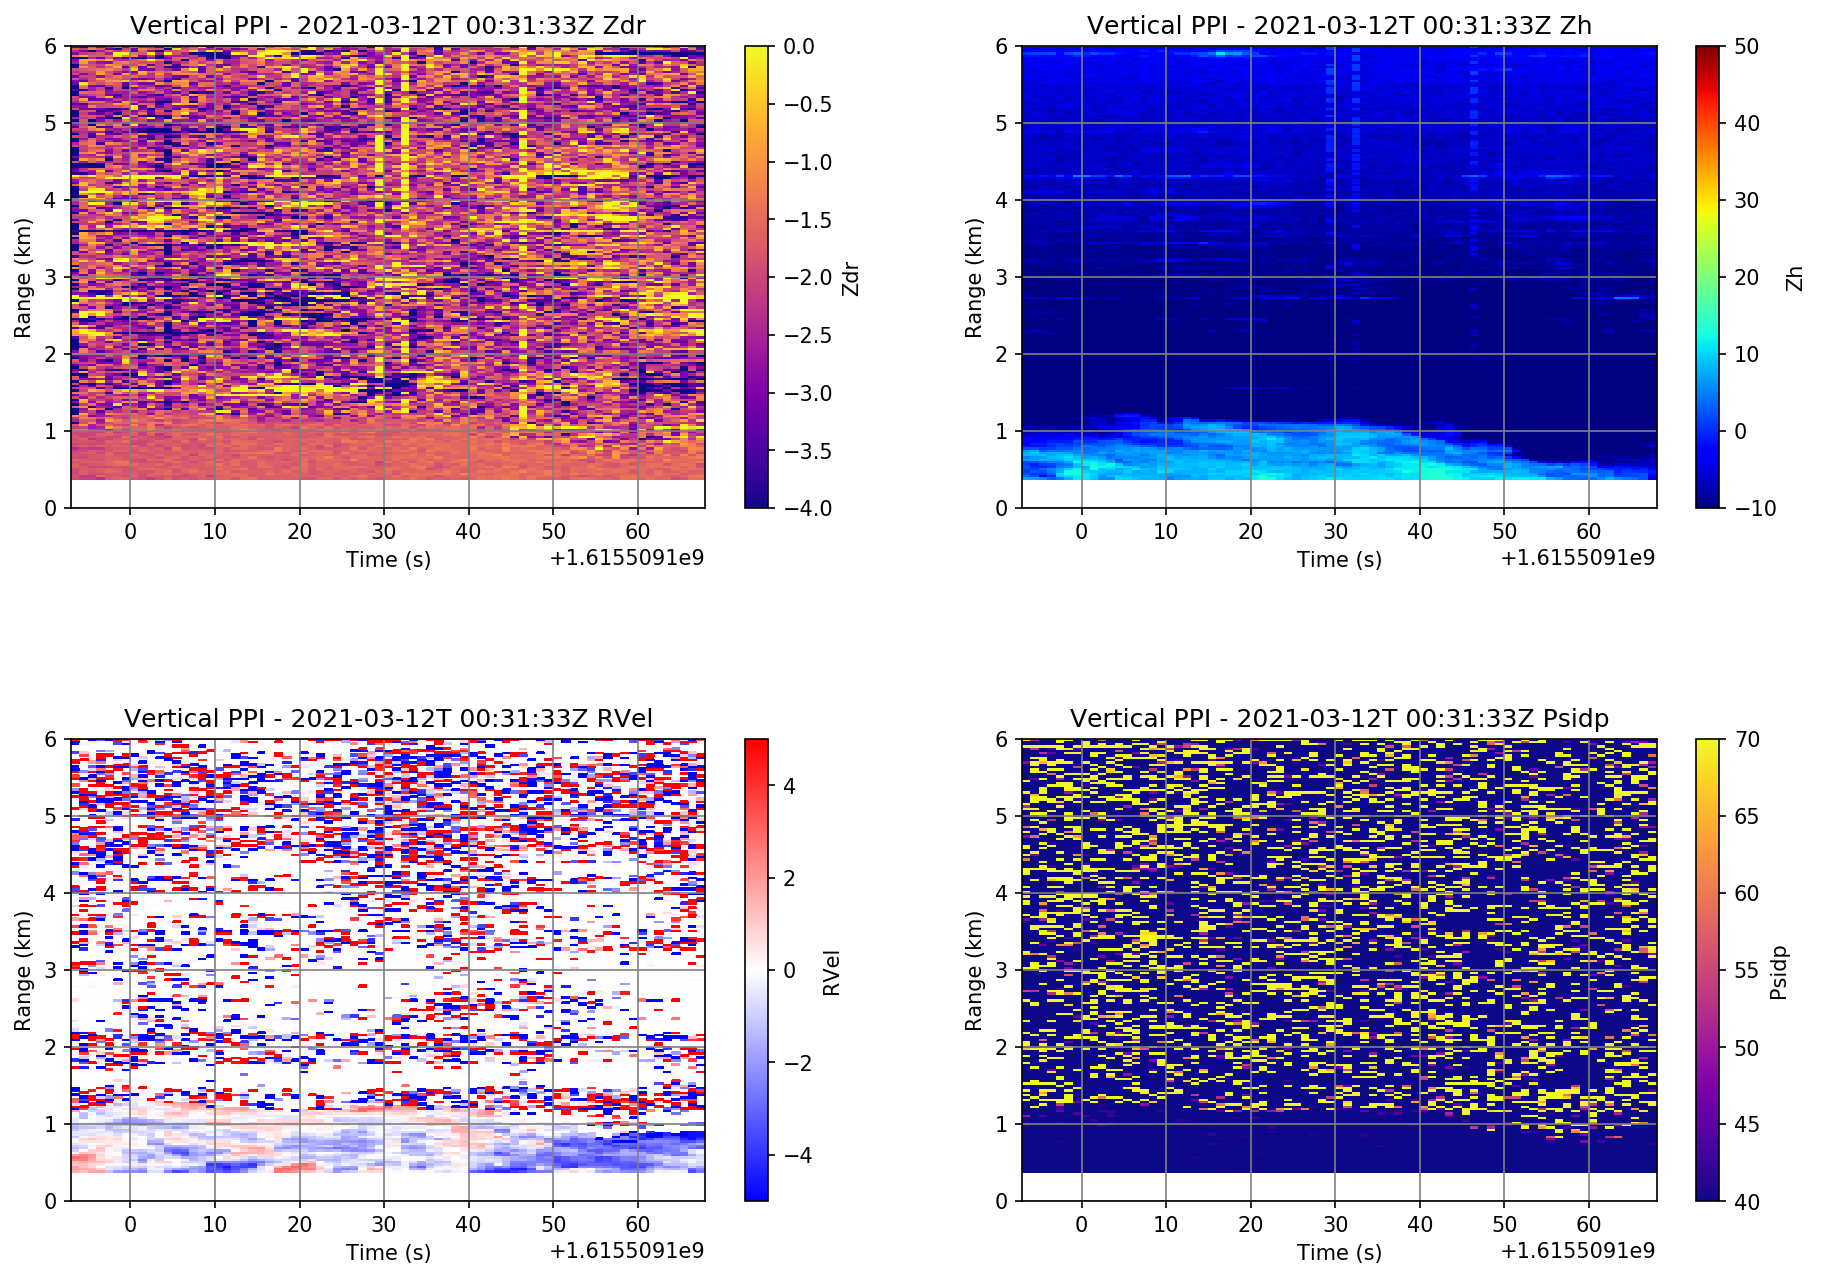 Vertical PPI - 2021-03-12T 00:31:33Z Zdr
6
5
4
3
2
1
0
Range (km)
0 10 20 30 40 50 60
Time (s)
+1.6155091e9
0.0
−0.5
−1.0
−1.5
−2.0
−2.5
−3.0
−3.5
−4.0
Zdr
Vertical PPI - 2021-03-12T 00:31:33Z Zh
6
5
4
3
2
1
0
Range (km)
0 10 20 30 40 50 60
Time (s)
+1.6155091e9
50
40
30
20
10
0
−10
Zh
Vertical PPI - 2021-03-12T 00:31:33Z RVel
6
5
4
3
2
1
0
Range (km)
0 10 20 30 40 50 60
Time (s)
+1.6155091e9
4
2
0
−2
−4
RVel
Vertical PPI - 2021-03-12T 00:31:33Z Psidp
6
5
4
3
2
1
0
Range (km)
0 10 20 30 40 50 60
Time (s)
+1.6155091e9
70
65
60
55
50
45
40
Psidp